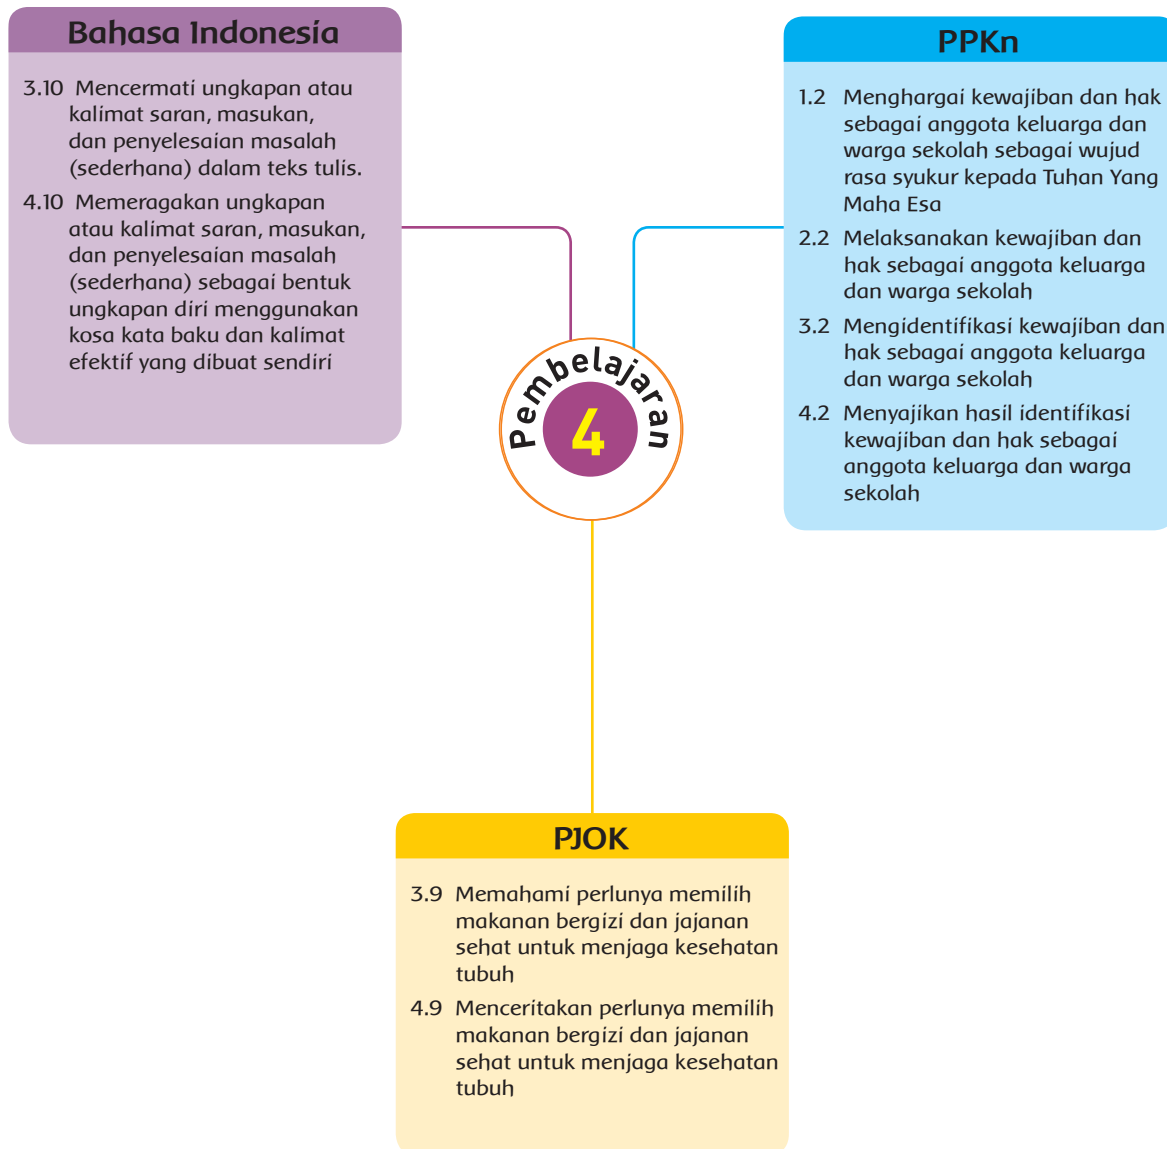 Bahasa Indonesia
3.10 Mencermati ungkapan atau
kalimat saran, masukan,
dan penyelesaian masalah
(sederhana) dalam teks tulis.
4.10 Memeragakan ungkapan
atau kalimat saran, masukan,
dan penyelesaian masalah
(sederhana) sebagai bentuk
ungkapan diri menggunakan
kosa kata baku dan kalimat
efektif yang dibuat sendiri
PPKn
1.2 Menghargai kewajiban dan hak
sebagai anggota keluarga dan
warga sekolah sebagai wujud
rasa syukur kepada Tuhan Yang
Maha Esa
2.2 Melaksanakan kewajiban dan
hak sebagai anggota keluarga
dan warga sekolah
3.2 Mengidentifikasi kewajiban dan
hak sebagai anggota keluarga
dan warga sekolah
4.2 Menyajikan hasil identifikasi
kewajiban dan hak sebagai
anggota keluarga dan warga
sekolah
Pembelajaran
4
PJOK
3.9 Memahami perlunya memilih
makanan bergizi dan jajanan
sehat untuk menjaga kesehatan
tubuh
4.9 Menceritakan perlunya memilih
makanan bergizi dan jajanan
sehat untuk menjaga kesehatan
tubuh